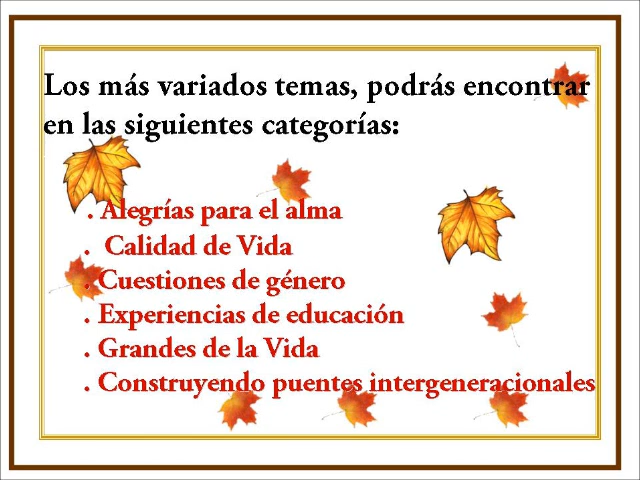 Los más variados temas, podrás encontrar
en las siguientes categorías:
. Alegrías para el alma
. Calidad de Vida
. Cuestiones de género
. Experiencias de educación
. Grandes de la Vida
. Construyendo puentes intergeneracionales